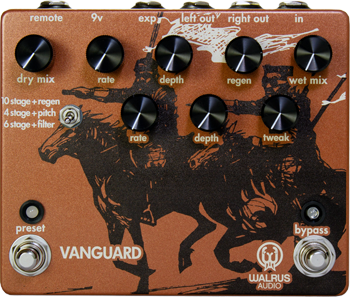 remote 9v exp left out right out in
dry mix rate depth regen wet mix
10 stage+regen
4 stage+pitch
6 stage+filter
rate depth tweak
preset bypass
VANGUARD
WALRUS
AUDIO